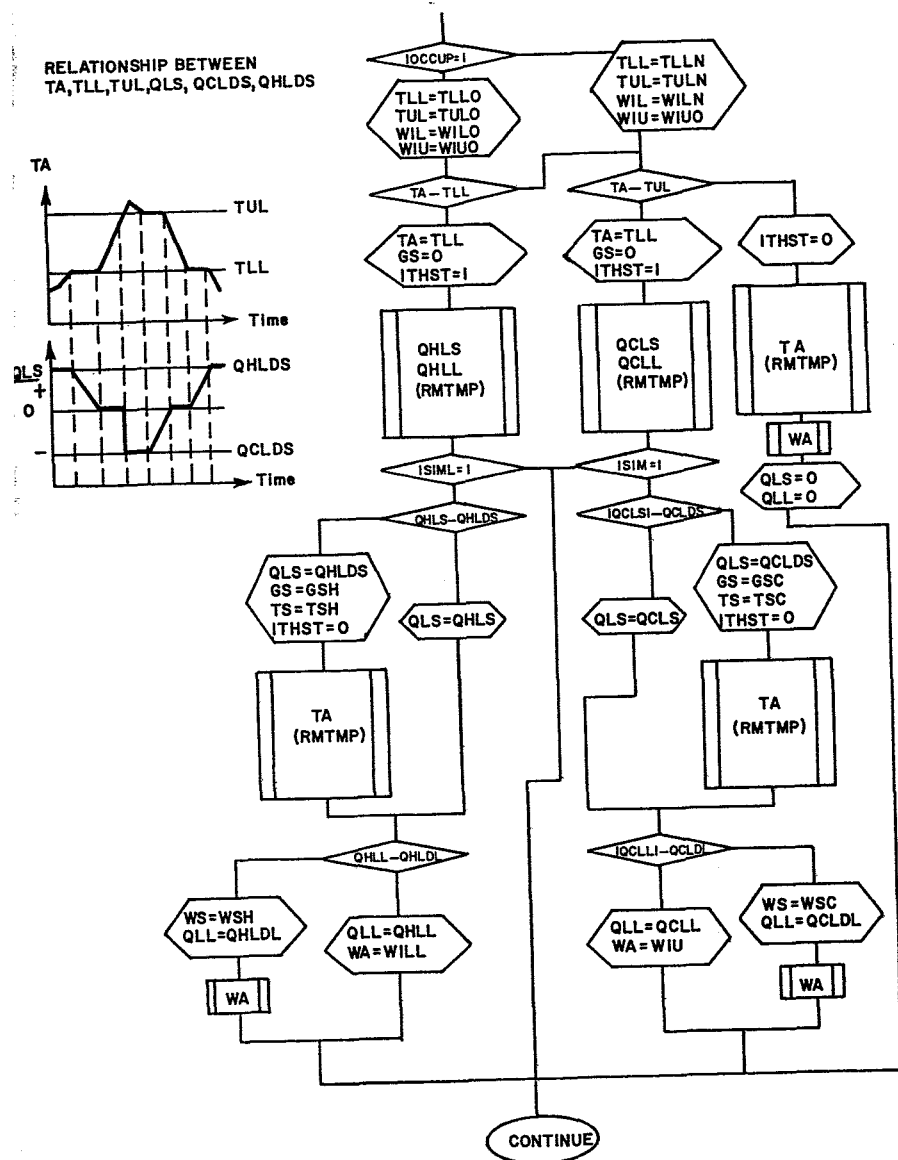 RELATIONSHIP BETWEEN
TA,TLL,TUL,QLS, QCLDS, QHLDS
TA
TUL
TLL
Time
QLS
+
0
-
QHLDS
QCLDS
Time
IOCCUP=1
TLL=TLLO
TUL=TULO
WIL=WILO
WIU=WIUO
TLL=TLLN
TUL=TULN
WIL=WILN
WIU=WIUO
TA-TLL
TA-TUL
TA=TLL
GS=0
ITHST=1
TA=TLL
GS=0
ITHST=1
ITHST=0
QHLS
QHLL
(RMTMP)
QCLS
QCLL
(RMTMP)
TA
(RMTMP)
WA
ISIML=1
ISIM=1
QLS=0
QLL=0
QHLS-QHLDS
IQCLSI-QCLDS
QLS=QHLDS
GS=GSH
TS=TSH
ITHST=0
QLS=QHLS
QLS=QCLS
QLS=QCLDS
GS=GSC
TS=TSC
ITHST=0
TA
(RMTMP)
TA
(RMTMP)
QHLL-QHLDL
IQCLLI-QCLDL
WS=WSH
QLL=QHLDL
QLL=QHLL
WA=WILL
QLL=QCLL
WA=WIU
WS=WSC
QLL=QCLDL
WA
WA
CONTINUE